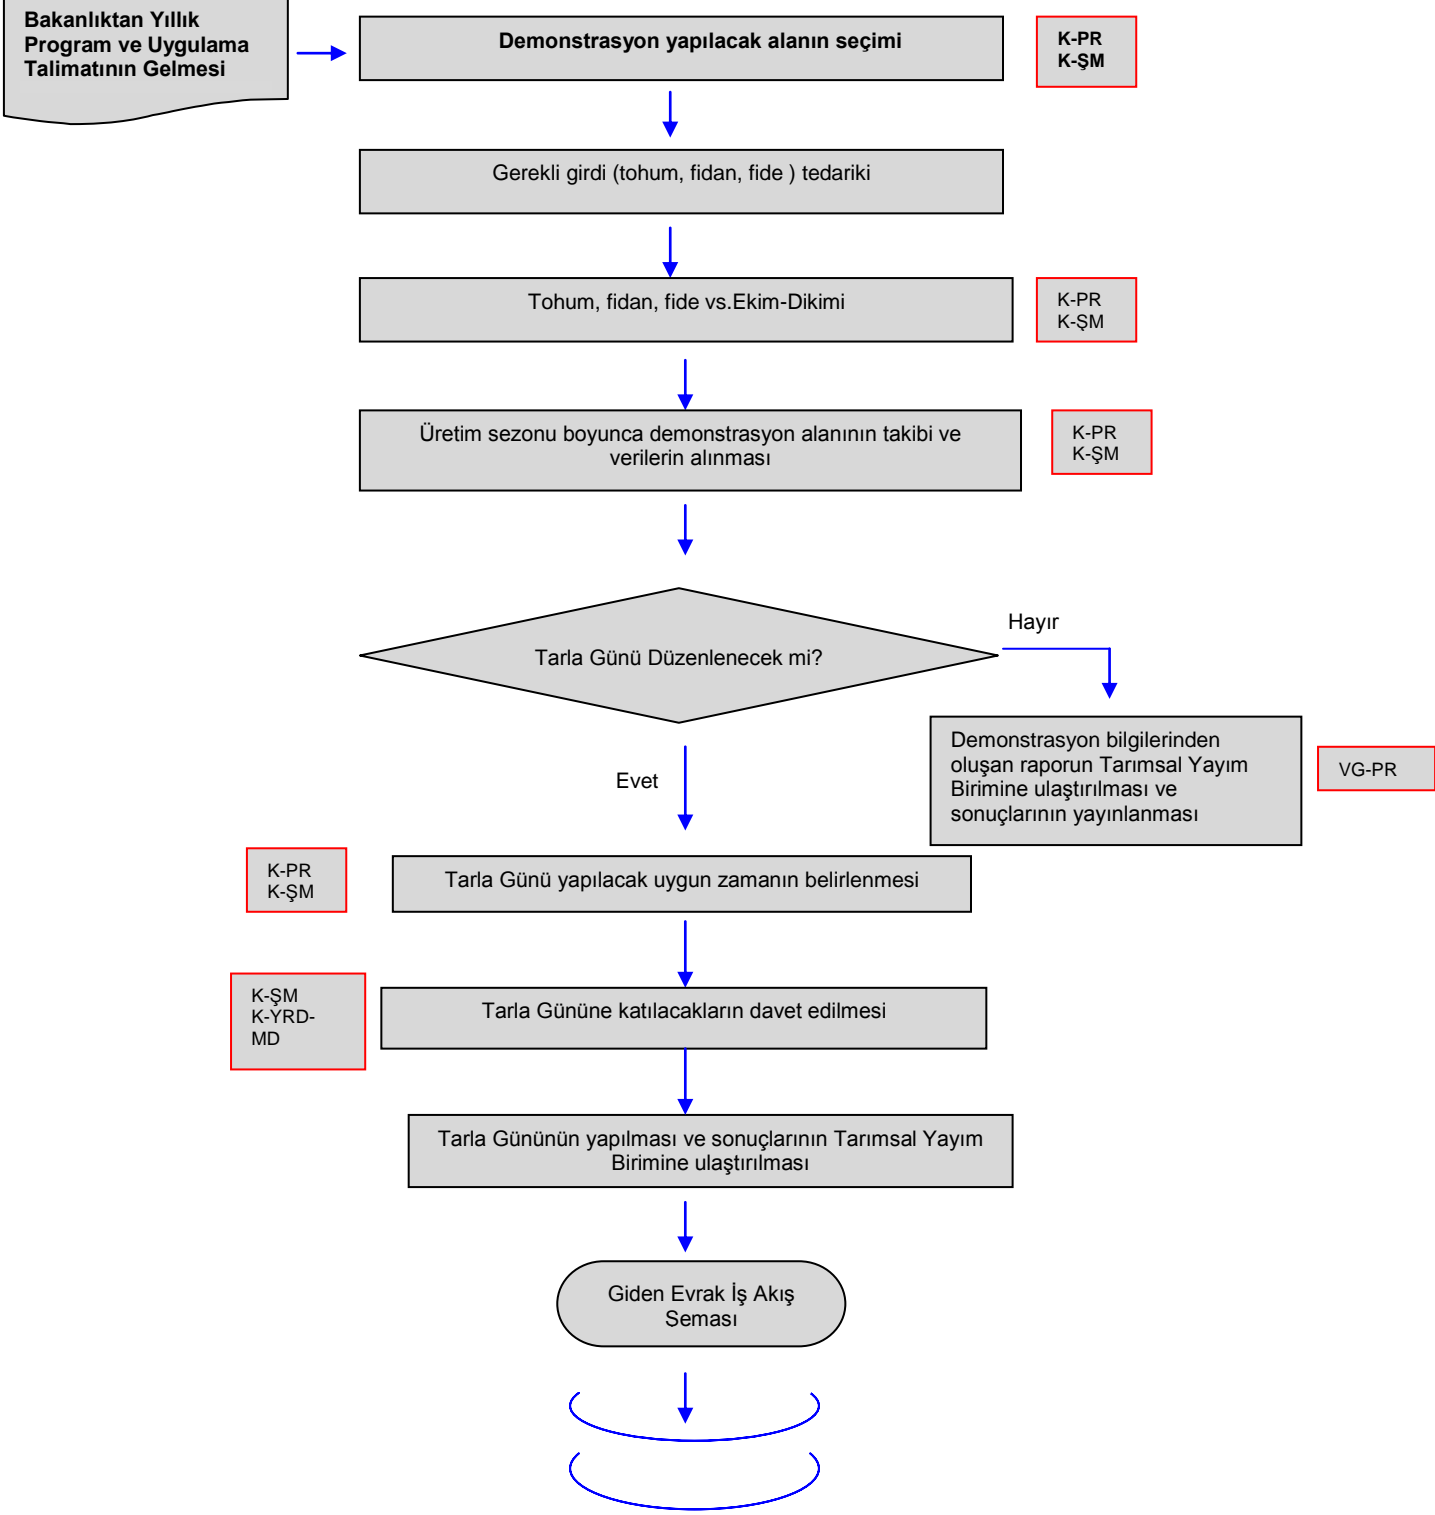 Bakanlıktan Yıllık
Program ve Uygulama
Talimatının Gelmesi
Demonstrasyon yapılacak alanın seçimi
K-PR
K-ŞM
Gerekli girdi (tohum, fidan, fide ) tedariki
Tohum, fidan, fide vs.Ekim-Dikimi
K-PR
K-ŞM
Üretim sezonu boyunca demonstrasyon alanının takibi ve
verilerin alınması
K-PR
K-ŞM
Tarla Günü Düzenlenecek mi?
Hayır
Demonstrasyon bilgilerinden
oluşan raporun Tarımsal Yayım
Birimine ulaştırılması ve
sonuçlarının yayınlanması
VG-PR
Evet
K-PR
K-ŞM
Tarla Günü yapılacak uygun zamanın belirlenmesi
K-ŞM
K-YRD-
MD
Tarla Gününe katılacakların davet edilmesi
Tarla Gününün yapılması ve sonuçlarının Tarımsal Yayım
Birimine ulaştırılması
Giden Evrak İş Akış
Seması